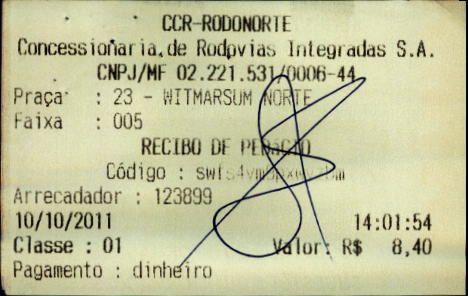 CCR-RODONORTE
Concessionaria.de Rodovias Integradas S.A.
CNPJ/MF 02.221.531/0006-44
Praça : 23 - WITMARSUM NORTE
Faixa : 005
RECIBO DE PEDAGIO
Código :
Arrecadador : 123899
10/10/2011 14:01:54
Classe : 01 Valor: R$ 8,40
Pagamento : dinheiro